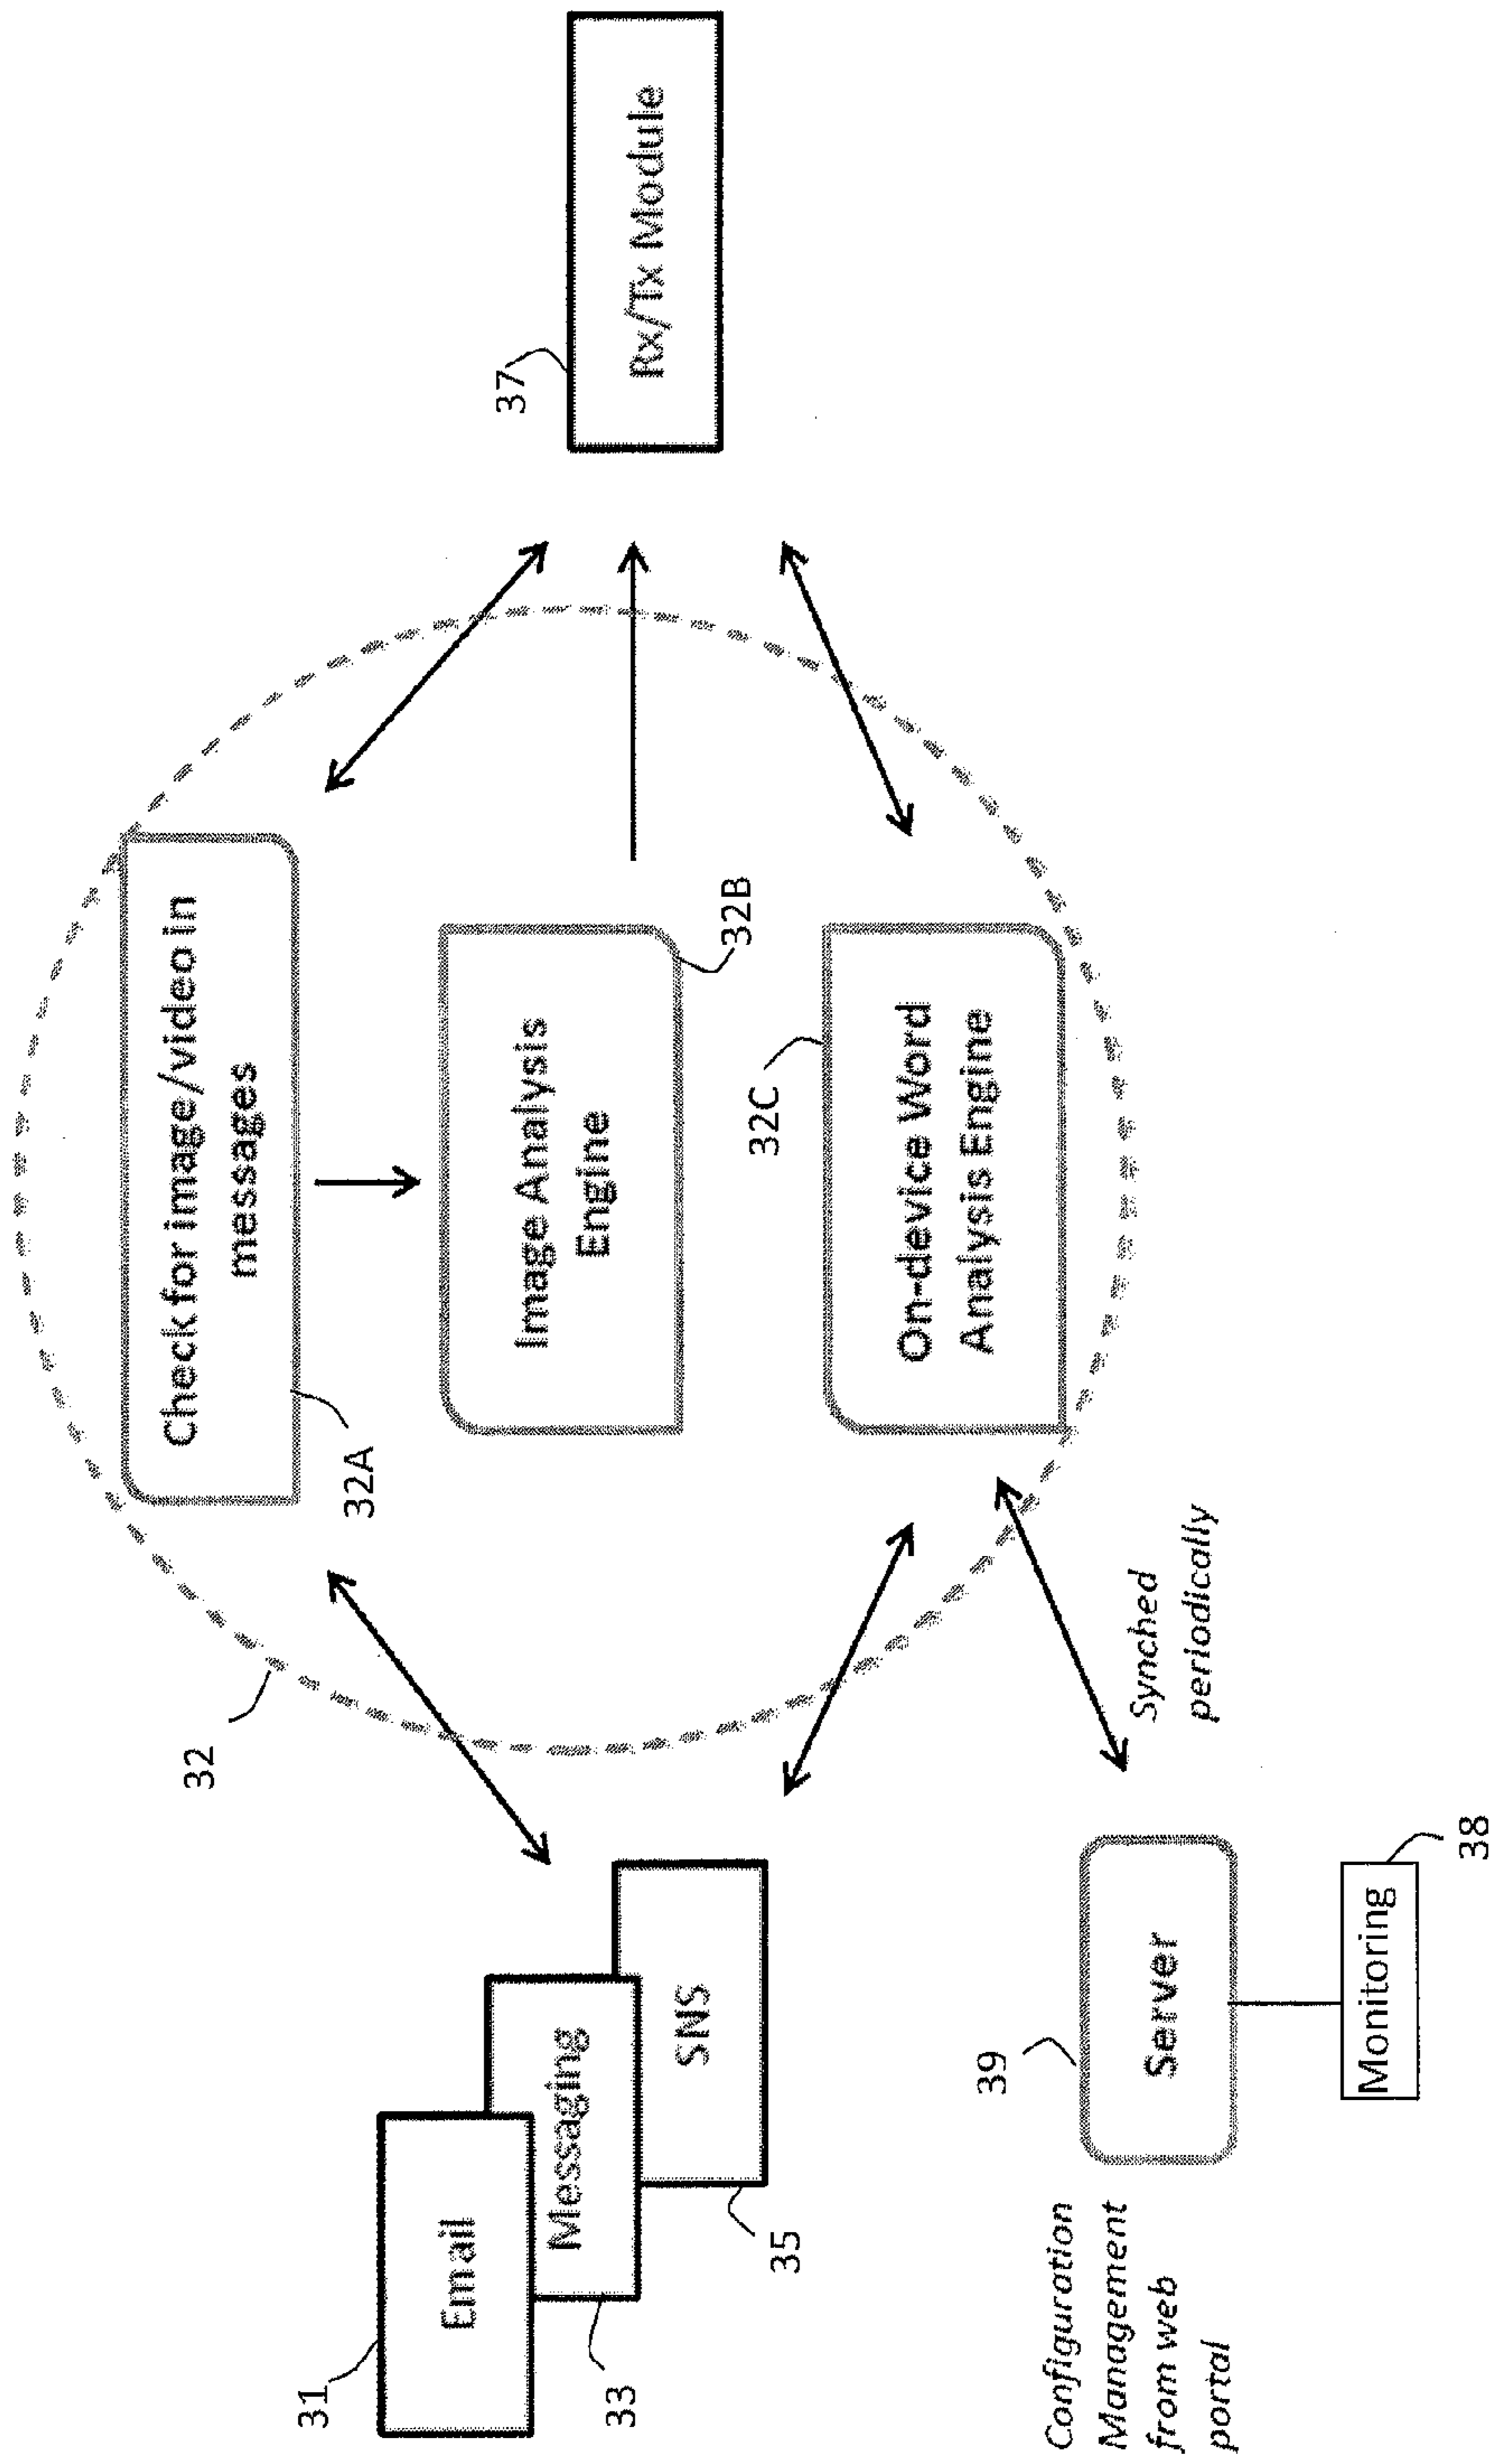 32
32A
Check for image/video in
messages
31
Email
33
Messaging
35
SNS
Image Analysis
Engine
32B
37
Rx/Tx Module
32C
On-device Word
Analysis Engine
Synched
periodically
39
Server
38
Monitoring
Configuration
Management
from web
portal